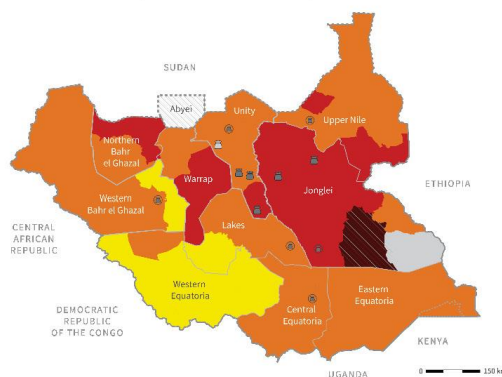 SUDAN
Abyei
Unity
Upper Nile
Northern
Bahr
el Ghazal
Warrap
Jonglei
ETHIOPIA
Western
Bahr el Ghazal
Lakes
CENTRAL
AFRICAN
REPUBLIC
Western
Equatoria
Eastern
Equatoria
Central
Equatoria
DEMOCRATIC
REPUBLIC
OF THE CONGO
KENYA
UGANDA
0 150 km